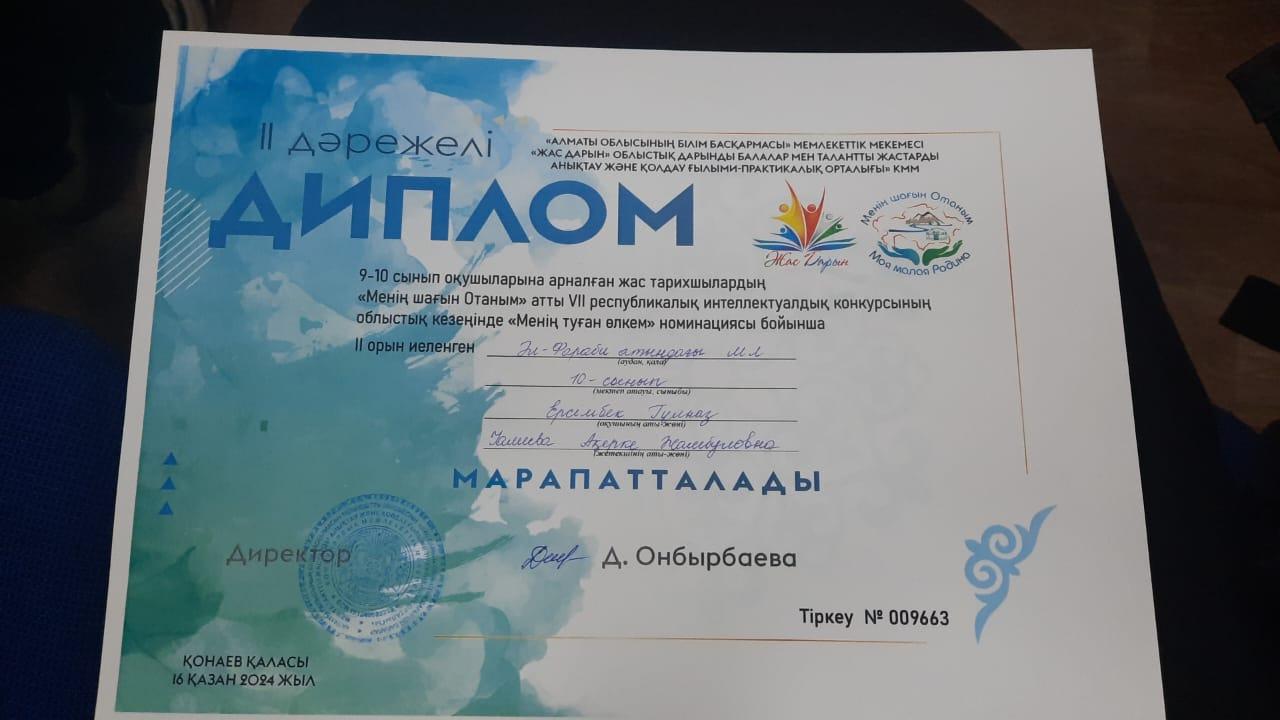 II дәрежелі
ДИПЛОМ
«АЛМАТЫ ОБЛЫСЫНЫҢ БІЛІМ БАСҚАРМАСЫ» МЕМЛЕКЕТТІК МЕКЕМЕСІ
«ЖАС ДАРЫН» ОБЛЫСТЫҚ ДАРЫНДЫ БАЛАЛАР МЕН ТАЛАНТТЫ ЖАСТАРДЫ
АНЫҚТАУ ЖӘНЕ ҚОЛДАУ ҒЫЛЫМИ-ПРАКТИКАЛЫҚ ОРТАЛЫҒЫ» КММ
Жас Дарын
Менің шағын Отаным
Моя малая Родина
9-10 сынып оқушыларына арналған жас тарихшылардың
«Менің шағын Отаным» атты VII республикалық интеллектуалдық конкурсының
облыстық кезеңінде «Менің туған өлкем» номинациясы бойынша
II орын иеленген Әл-Фараби атындағы МЛ
(аудан, қала)
10-сынып
(мектеп атауы, сыныбы)
Ерсімбек Гулназ
(оқушының аты-жөні)
Ақерке Жамбуловна
(жетекшінің аты-жөні)
МАРАПАТТАЛАДЫ
Директор Д. Онбырбаева
Тіркеу № 009663
ҚОНАЕВ ҚАЛАСЫ
16 ҚАЗАН 2024 ЖЫЛ